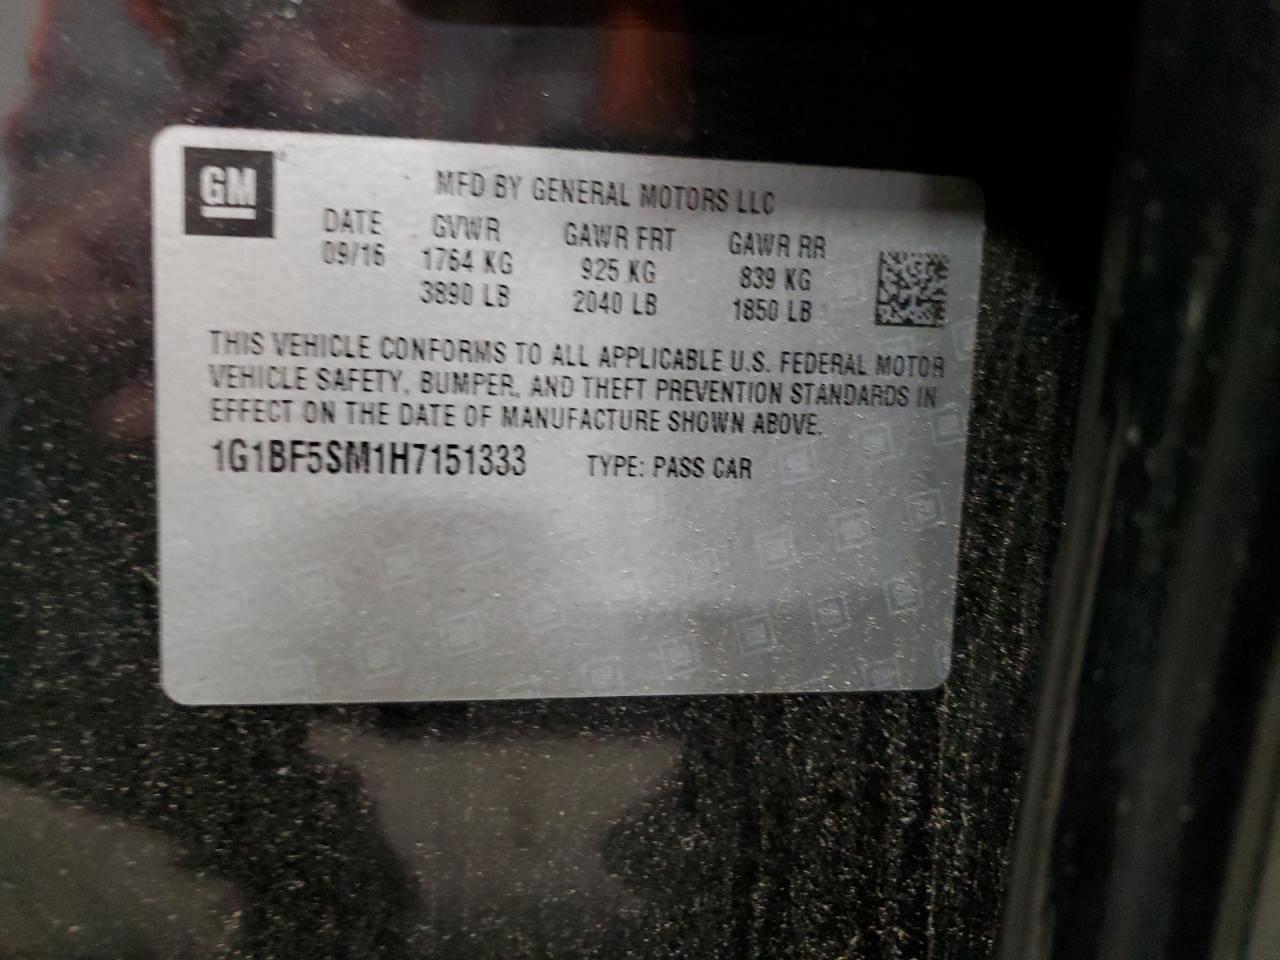 GM
MFD BY GENERAL MOTORS LLC
DATE GVWR GAWR FRT GAWR RR
09/16 1764 KG 925 KG 839 KG
3890 LB 2040 LB 1850 LB
THIS VEHICLE CONFORMS TO ALL APPLICABLE U.S. FEDERAL MOTOR
VEHICLE SAFETY, BUMPER, AND THEFT PREVENTION STANDARDS IN
EFFECT ON THE DATE OF MANUFACTURE SHOWN ABOVE.
1G1BF5SM1H7151333 TYPE: PASS CAR